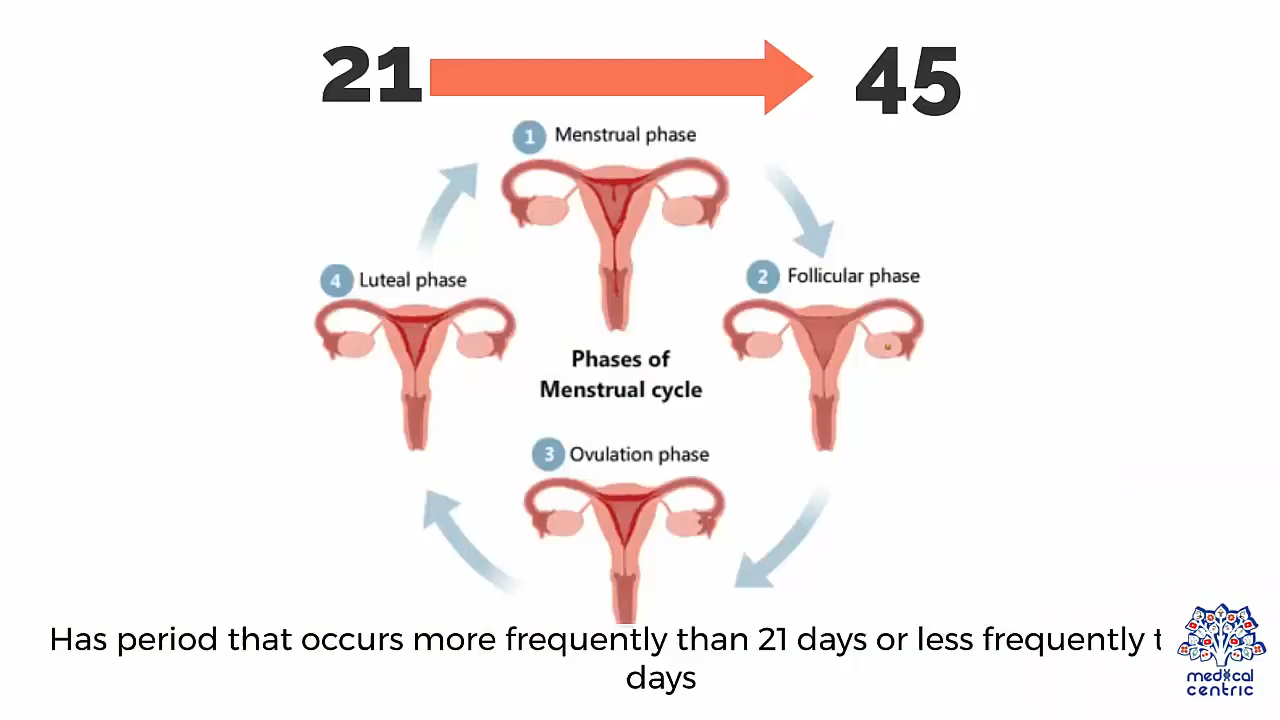 21 45
1 Menstrual phase
4 Luteal phase
2 Follicular phase
Phases of
Menstrual cycle
3 Ovulation phase
Has period that occurs more frequently than 21 days or less frequently
days
medical
centric